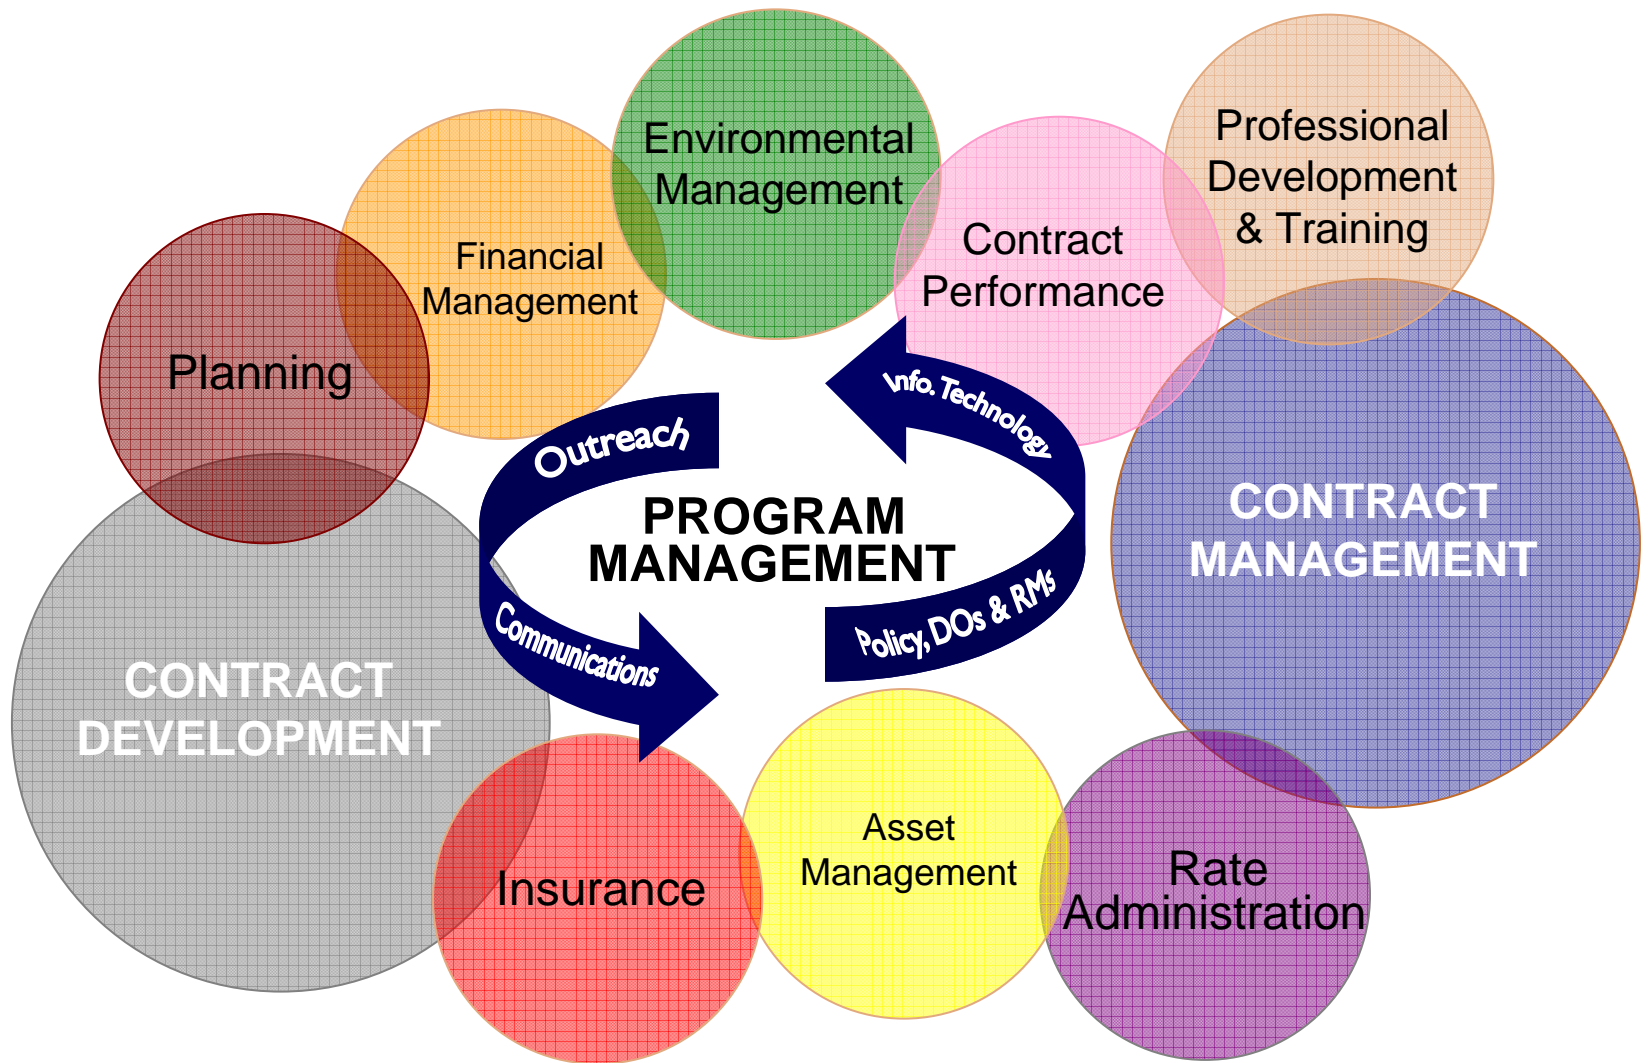 Environmental
Management
Professional
Development
& Training
Financial
Management
Contract
Performance
Planning
Info. Technology
Outreach
PROGRAM
MANAGEMENT
CONTRACT
MANAGEMENT
Communications
Policy, DOs & RMs
CONTRACT
DEVELOPMENT
Insurance
Asset
Management
Rate
Administration